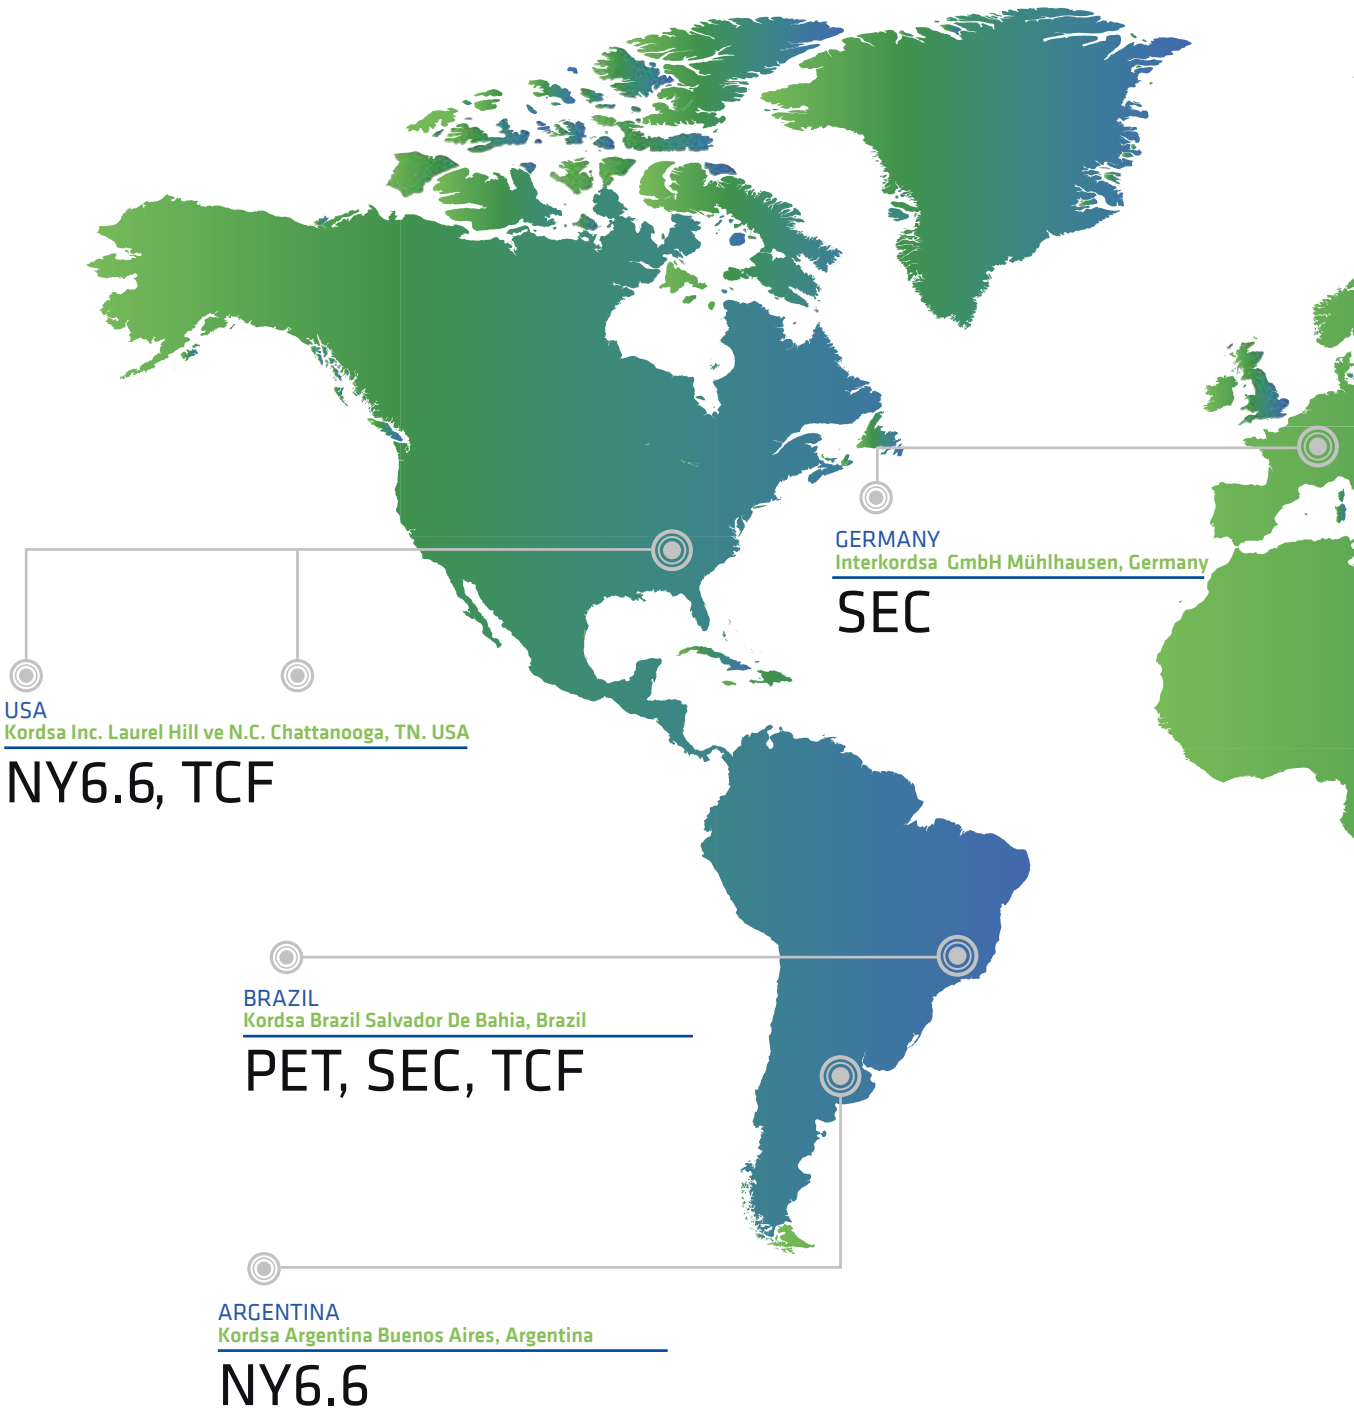 GERMANY
Interkordsa GmbH Mühlhausen, Germany
SEC
USA
Kordsa Inc. Laurel Hill ve N.C. Chattanooga, TN. USA
NY6.6, TCF
BRAZIL
Kordsa Brazil Salvador De Bahia, Brazil
PET, SEC, TCF
ARGENTINA
Kordsa Argentina Buenos Aires, Argentina
NY6.6